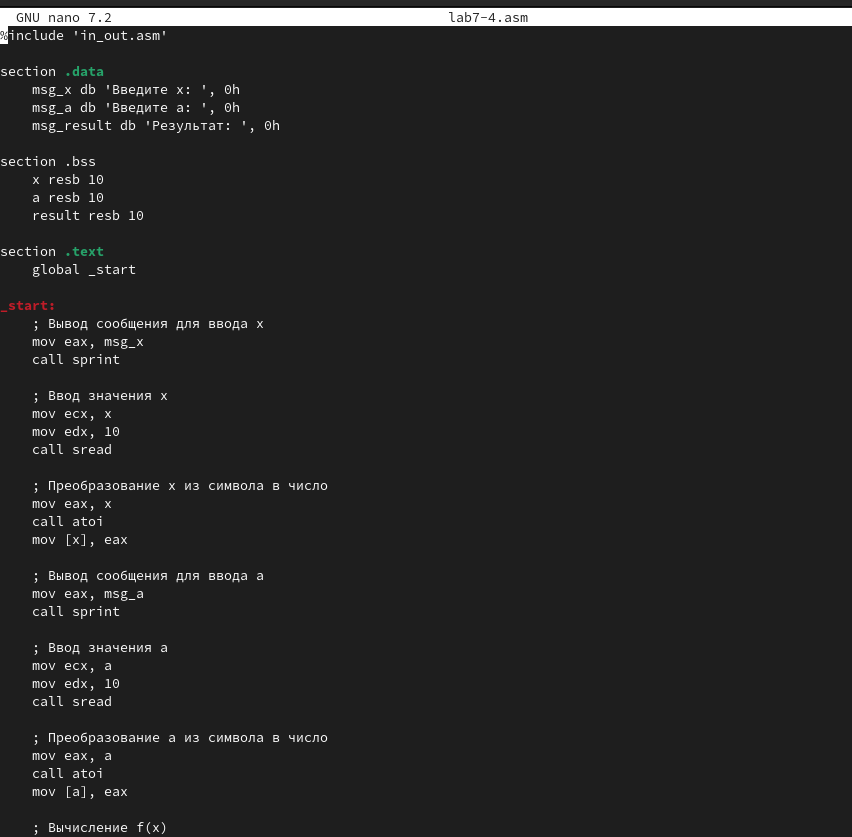 GNU nano 7.2 lab7-4.asm
%include 'in_out.asm'
section .data
msg_x db 'Введите x: ', 0h
msg_a db 'Введите a: ', 0h
msg_result db 'Результат: ', 0h
section .bss
x resb 10
a resb 10
result resb 10
section .text
global _start
_start:
; Вывод сообщения для ввода x
mov eax, msg_x
call sprint
; Ввод значения x
mov ecx, x
mov edx, 10
call sread
; Преобразование x из символа в число
mov eax, x
call atoi
mov [x], eax
; Вывод сообщения для ввода a
mov eax, msg_a
call sprint
; Ввод значения a
mov ecx, a
mov edx, 10
call sread
; Преобразование a из символа в число
mov eax, a
call atoi
mov [a], eax
; Вычисление f(x)